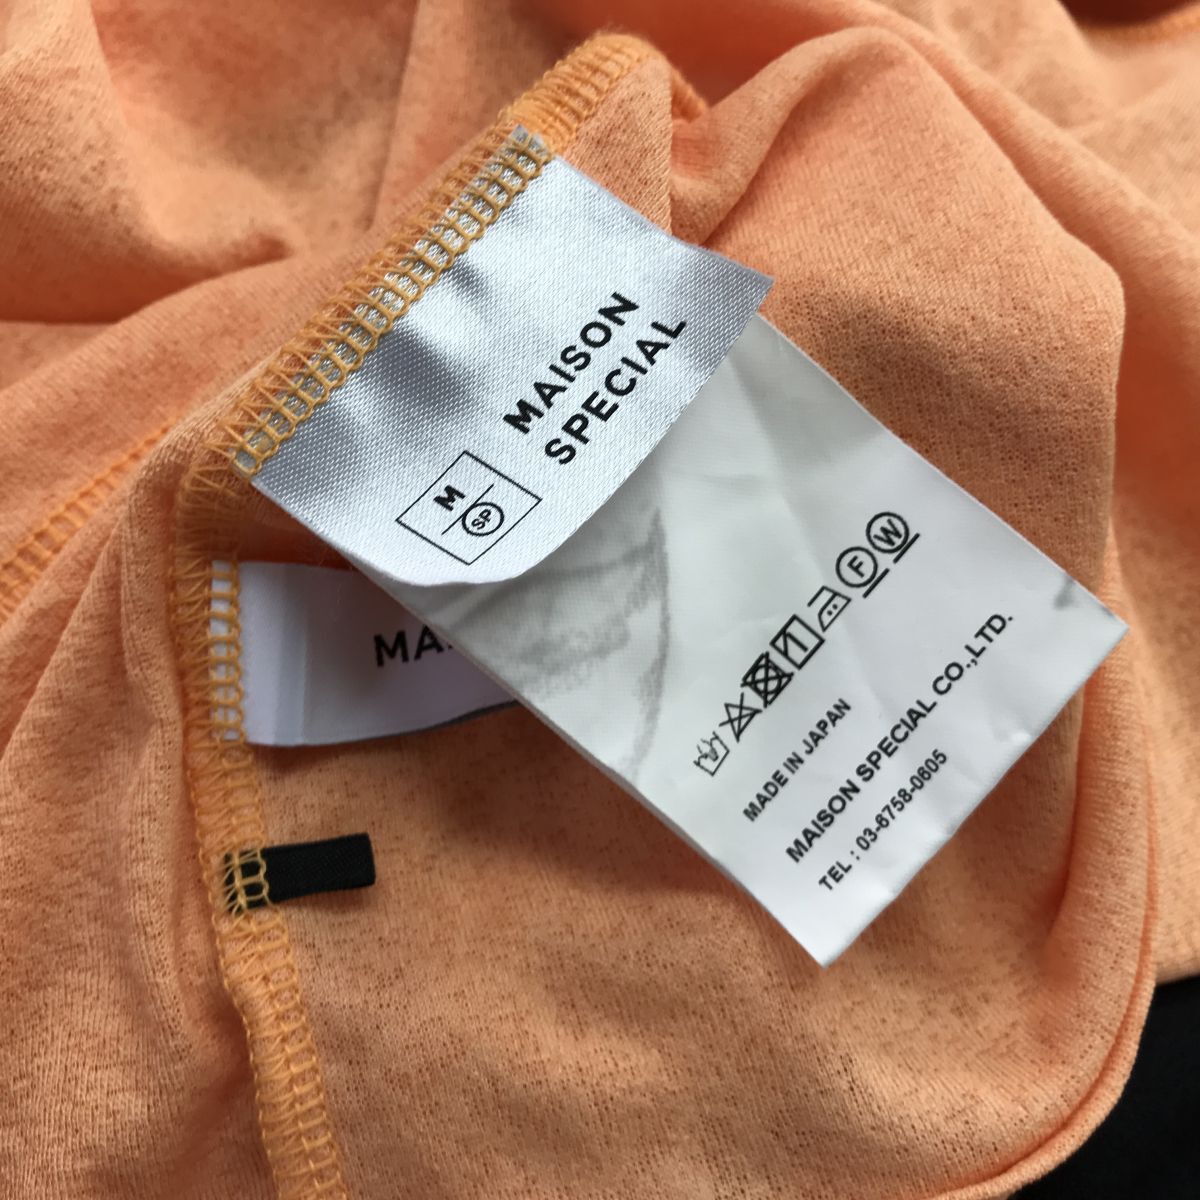 MAISON
SPECIAL
M
SP
MA
F W
MADE IN JAPAN
MAISON SPECIAL CO.,LTD.
TEL : 03-6758-0605